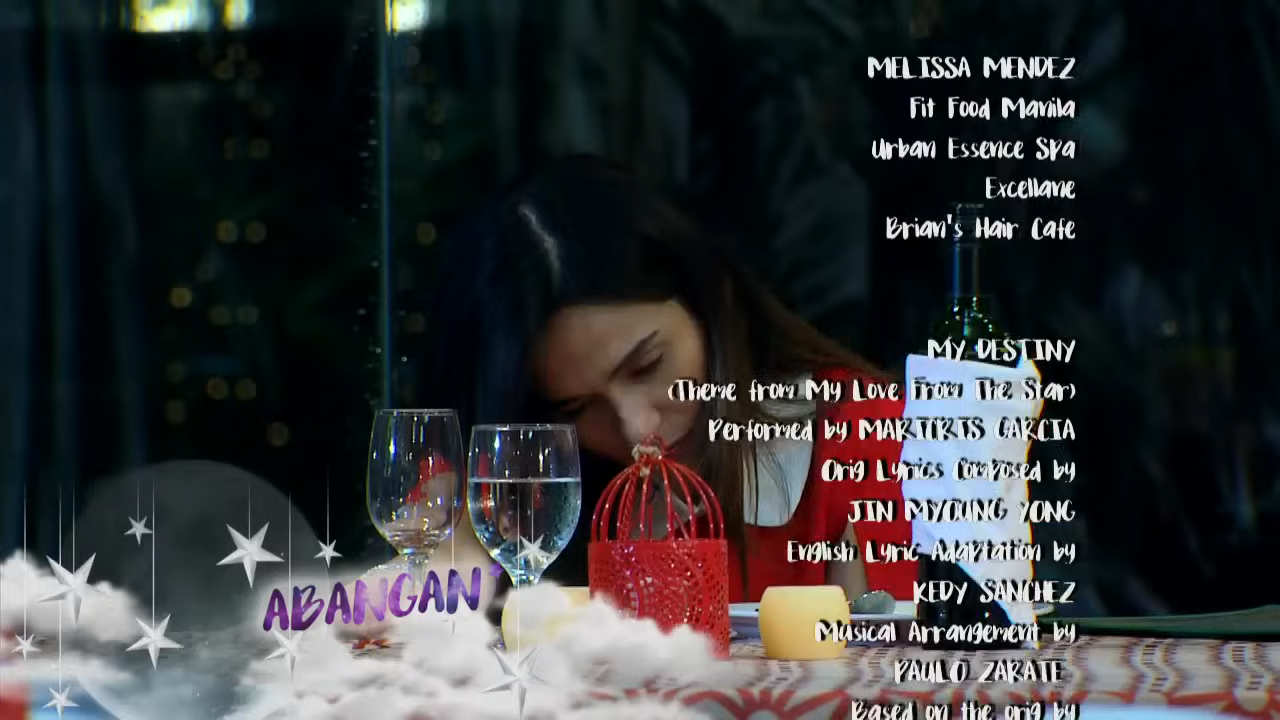 MELISSA MENDEZ
Fit Food Manila
Urban Essence Spa
Excellane
Brian's Hair Cafe
MY DESTINY
(Theme from My Love From The Star)
Performed by MARICRIS GARCIA
Orig Lyrics Composed by
JIN MYOUNG YONG
English Lyric Adaptation by
KEDY SANCHEZ
Musical Arrangement by
PAULO ZARATE
Based on the orig by
ABANGAN